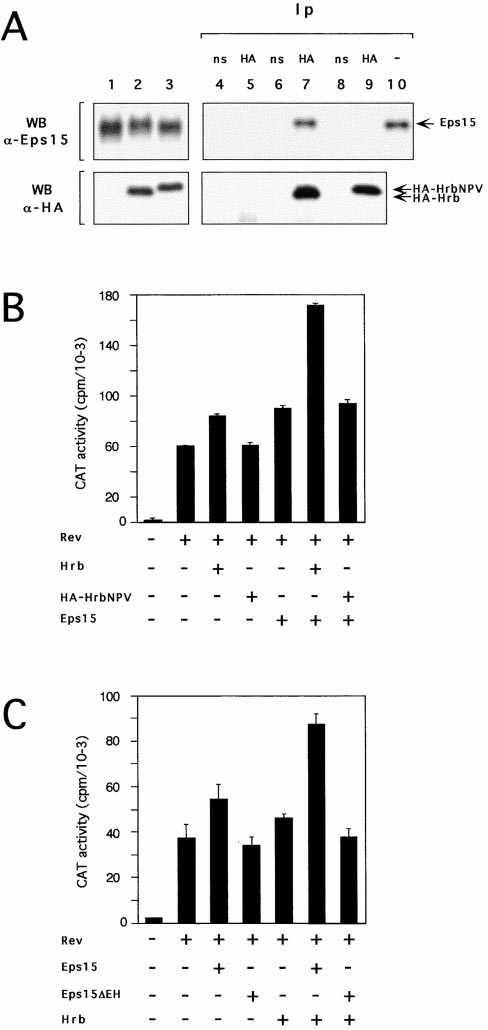 A
Ip
ns HA ns HA ns HA -
1 2 3 4 5 6 7 8 9 10
WB
α-Eps15
Eps15
WB
α-HA
HA-HrbNPV
HA-Hrb
B
CAT activity (cpm/10-3)
180
140
100
60
20
0
Rev - + + + + + +
Hrb - - + - - + -
HA-HrbNPV - - - + - - +
Eps15 - - - - + + +
C
CAT activity (cpm/10-3)
100
80
60
40
20
0
Rev - + + + + + +
Eps15 - - + - - + -
Eps15ΔEH - - - + - - +
Hrb - - - - + + +